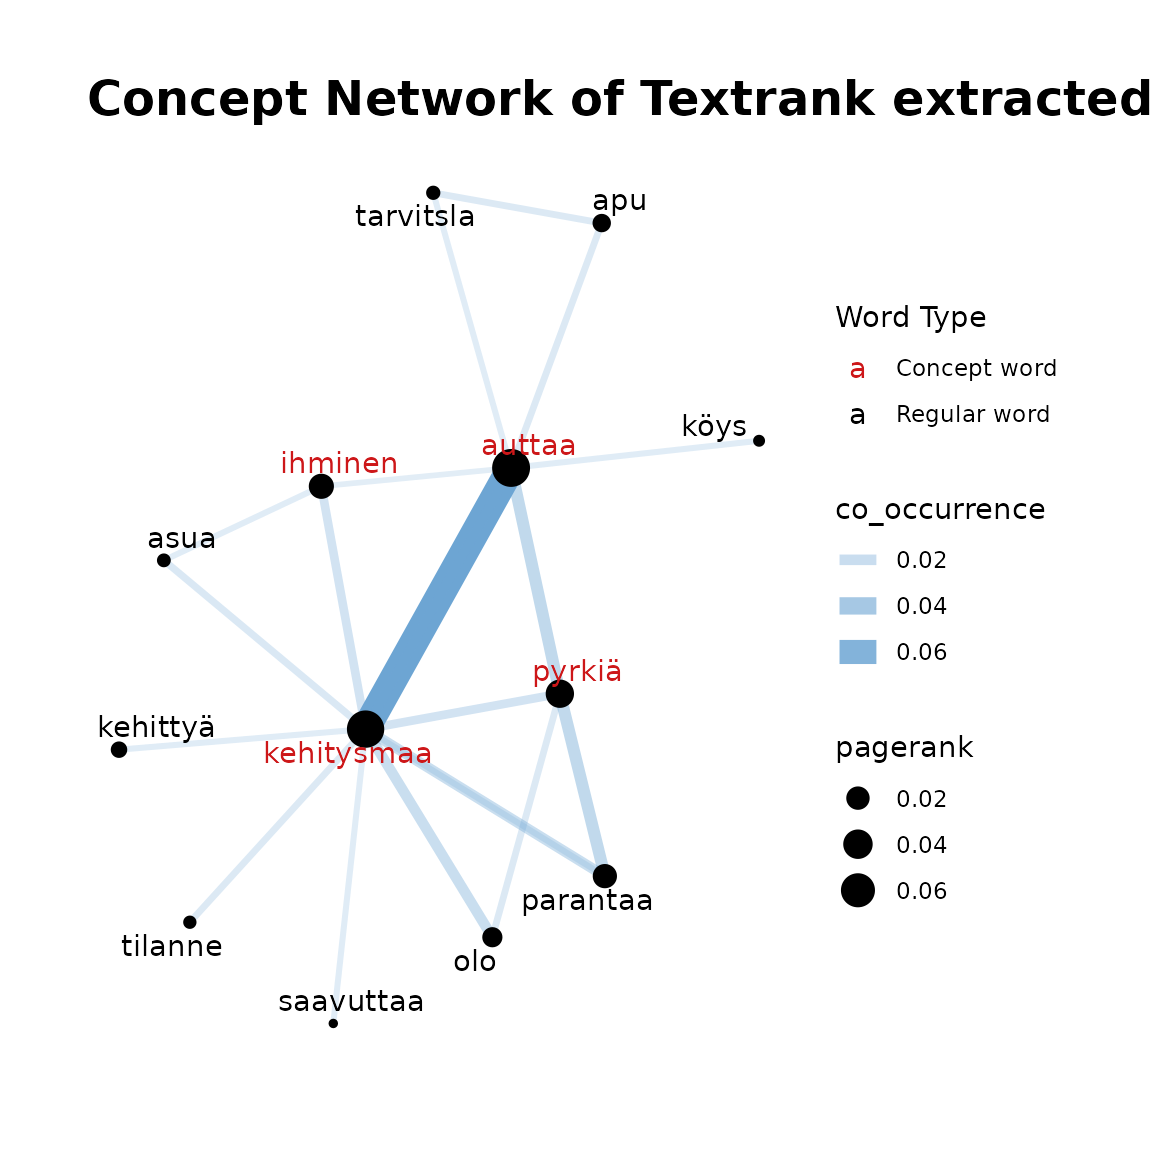 Concept Network of Textrank extracted
tarvitsla
apu
köys
auttaa
ihminen
asua
pyrkiä
kehittyä
kehitysmaa
parantaa
tilanne
olo
saavuttaa
Word Type
a Concept word
a Regular word
co_occurrence
0.02
0.04
0.06
pagerank
0.02
0.04
0.06